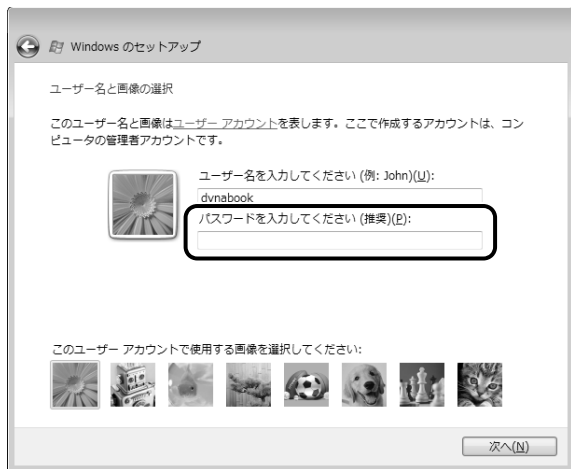 Windows のセットアップ
ユーザー名と画像の選択
このユーザー名と画像はユーザー アカウントを表します。ここで作成するアカウントは、コン
ピュータの管理者アカウントです。
ユーザー名を入力してください (例: John)(U):
dynabook
パスワードを入力してください (推奨)(P):
このユーザー アカウントで使用する画像を選択してください:
次へ(N)